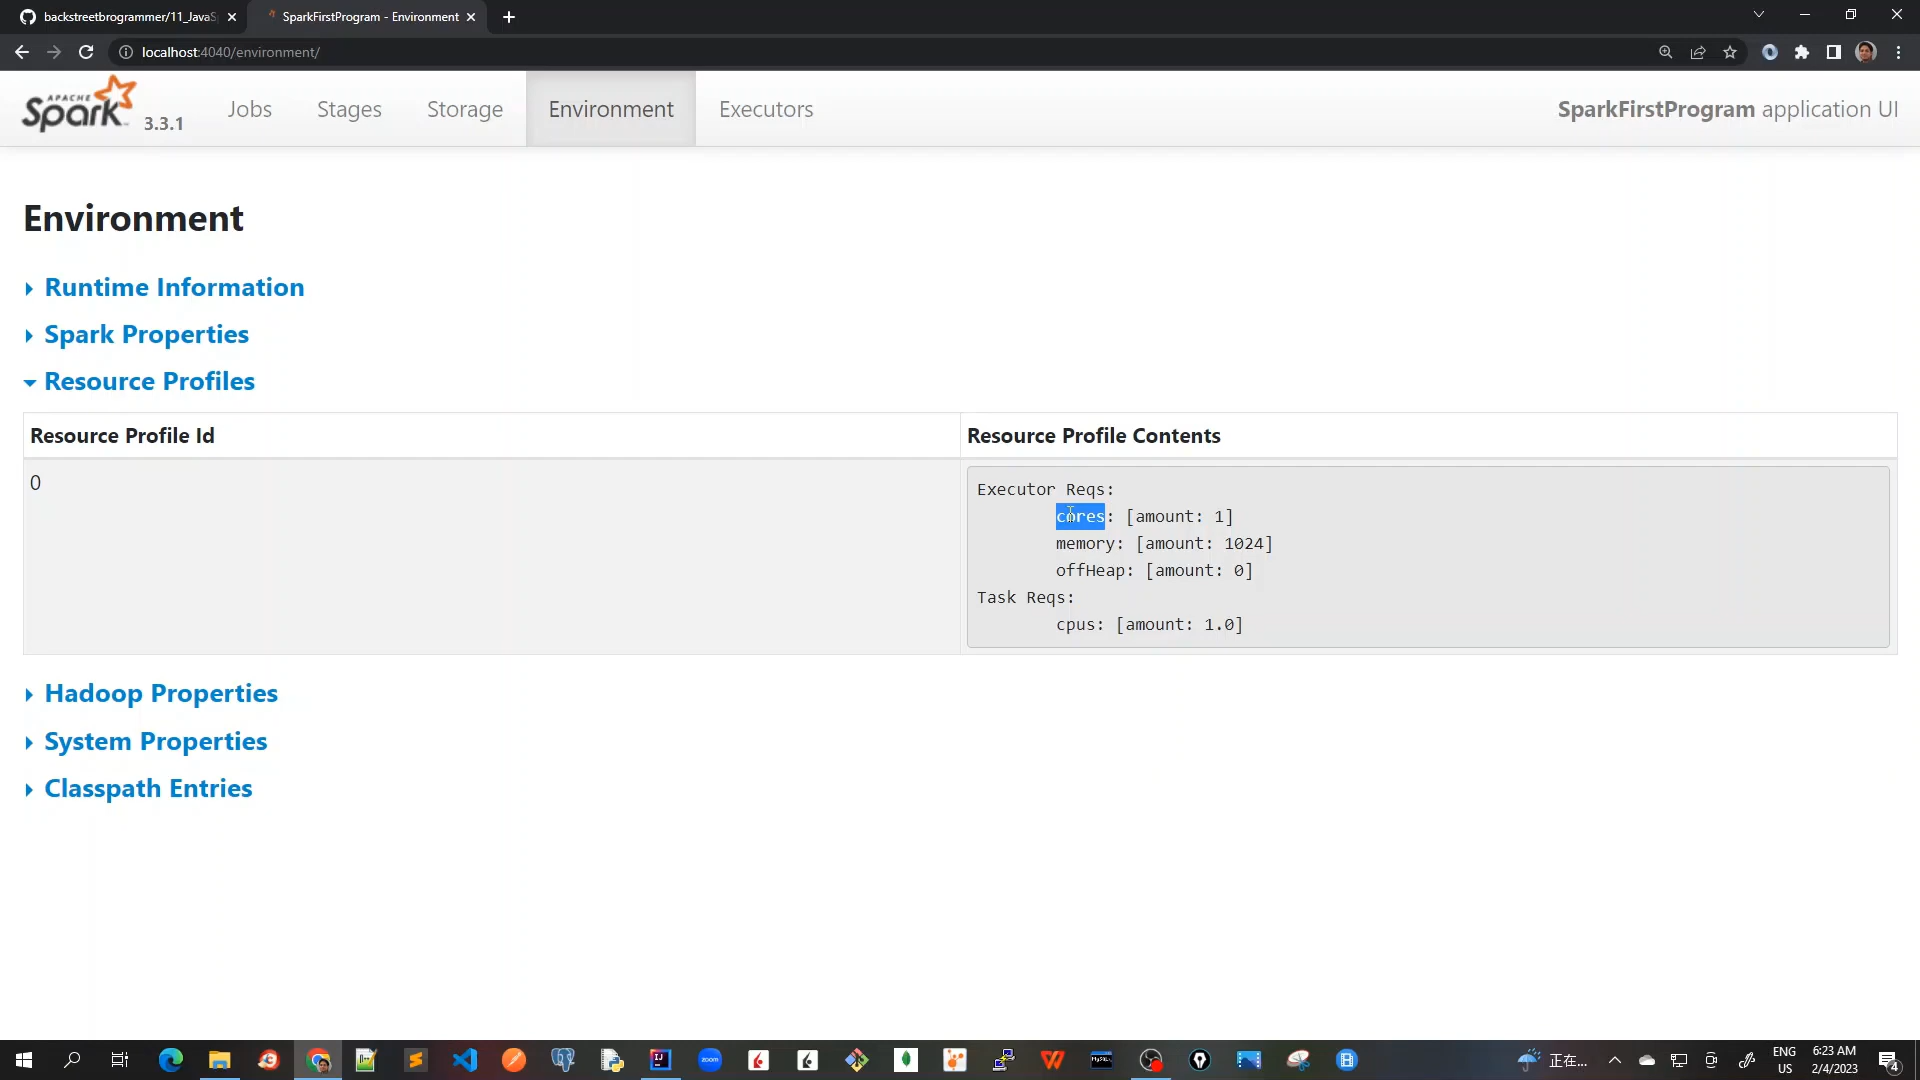 backstreetbrogrammer/11_JavaS
SparkFirstProgram - Environment
localhost:4040/environment/
APACHE
Spark
3.3.1
Jobs
Stages
Storage
Environment
Executors
SparkFirstProgram application UI
Environment
Runtime Information
Spark Properties
Resource Profiles
Resource Profile Id
Resource Profile Contents
0
Executor Reqs:
cores: [amount: 1]
memory: [amount: 1024]
offHeap: [amount: 0]
Task Reqs:
cpus: [amount: 1.0]
Hadoop Properties
System Properties
Classpath Entries
zoom
正在...
ENG
US
6:23 AM
2/4/2023
4